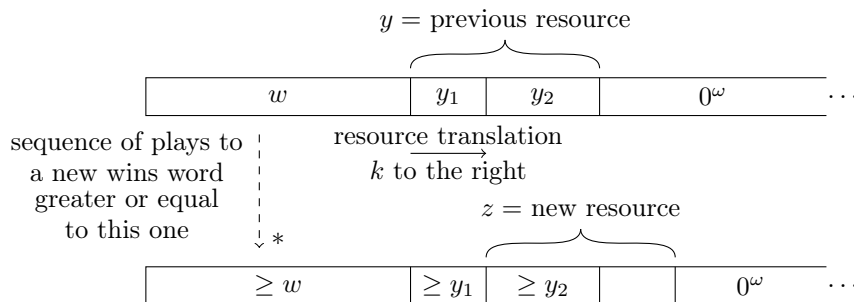 y = previous resource
w y₁ y₂ 0^ω ···
sequence of plays to
a new wins word
greater or equal
to this one
resource translation
k to the right
z = new resource
*
≥ w ≥ y₁ ≥ y₂ 0^ω ···